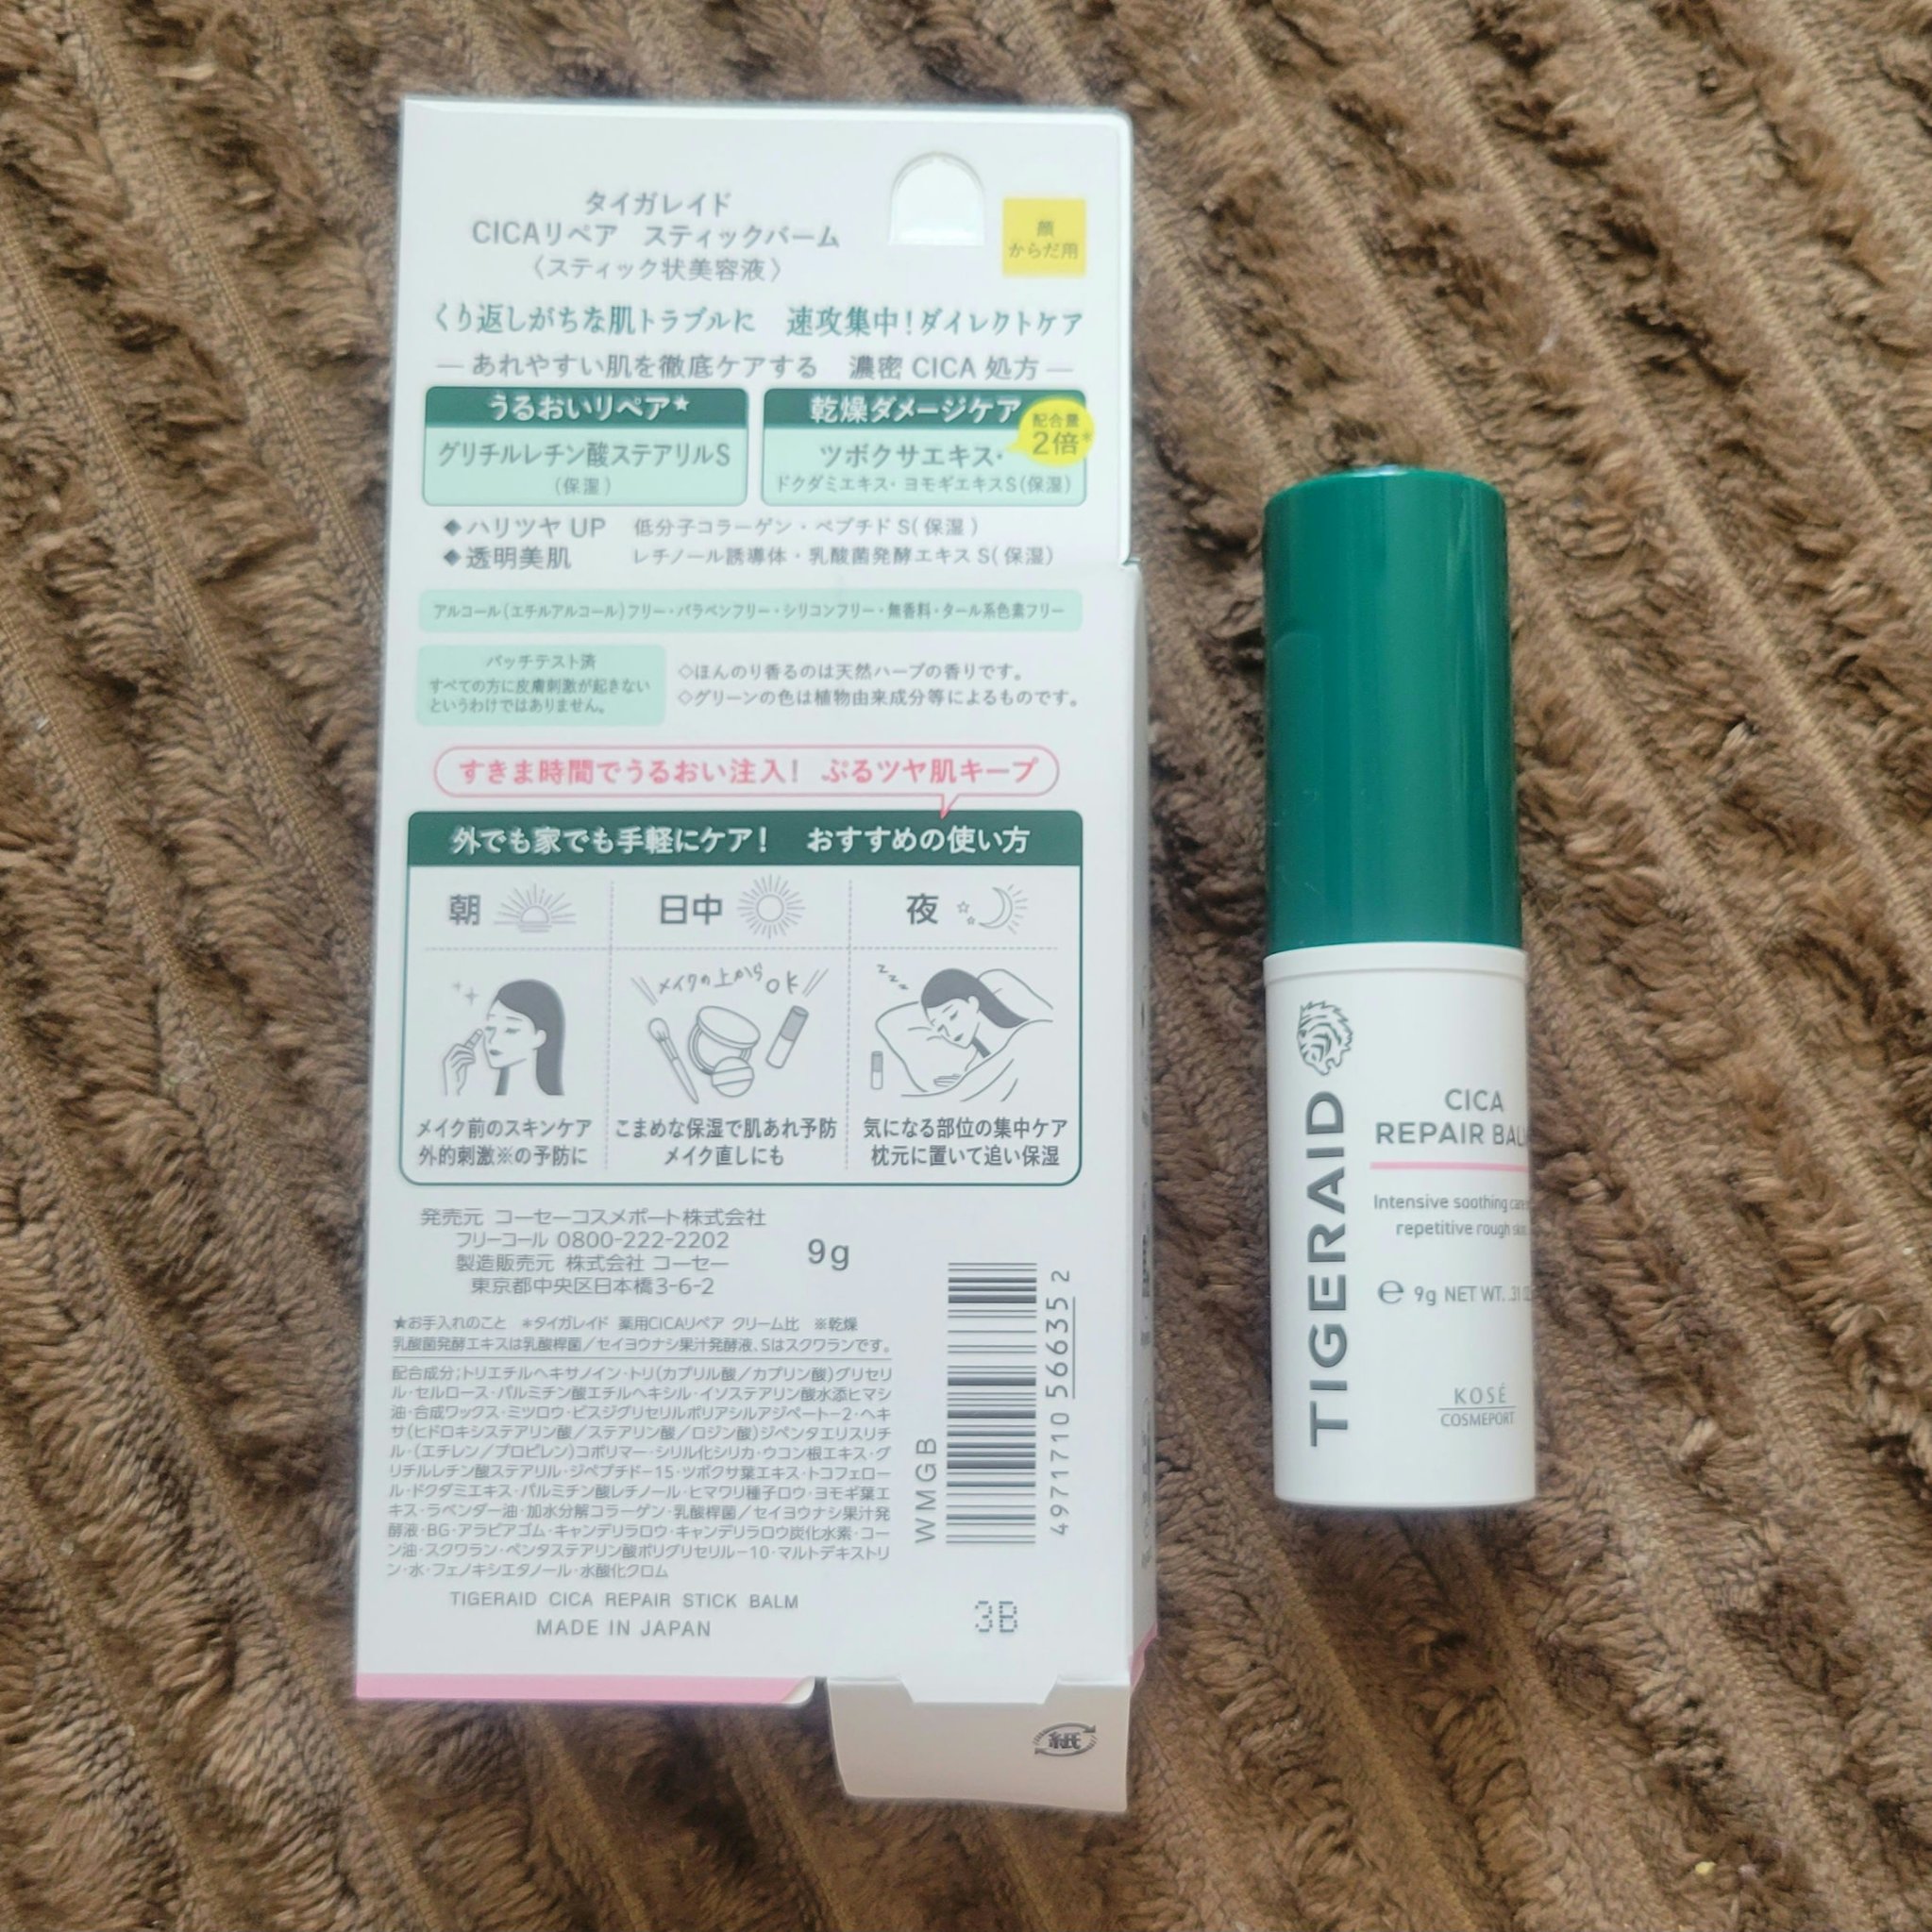 タイガレイド
CICAリペア スティックバーム
〈スティック状美容液〉
顔
からだ用
くり返しがちな肌トラブルに 速攻集中!ダイレクトケア
― あれやすい肌を徹底ケアする 濃密 CICA 処方 ―
うるおいリペア★
グリチルレチン酸ステアリルS
(保湿)
乾燥ダメージケア
配合量
2倍*
ツボクサエキス・
ドクダミエキス・ヨモギエキスS(保湿)
◆ハリツヤ UP 低分子コラーゲン・ペプチド S(保湿)
◆透明美肌 レチノール誘導体・乳酸菌発酵エキス S(保湿)
アルコール(エチルアルコール)フリー・パラベンフリー・シリコンフリー・無香料・タール系色素フリー
パッチテスト済
すべての方に皮膚刺激が起きない
というわけではありません。
◇ほんのり香るのは天然ハーブの香りです。
◇グリーンの色は植物由来成分等によるものです。
すきま時間でうるおい注入! ぷるツヤ肌キープ
外でも家でも手軽にケア! おすすめの使い方
朝
日中
夜
メイクの上からOK
メイク前のスキンケア
外的刺激※の予防に
こまめな保湿で肌あれ予防
メイク直しにも
気になる部位の集中ケア
枕元に置いて追い保湿
発売元 コーセーコスメポート株式会社
フリーコール 0800-222-2202
製造販売元 株式会社 コーセー
東京都中央区日本橋3-6-2
9g
★お手入れのこと *タイガレイド 薬用CICAリペア クリーム比 ※乾燥
乳酸菌発酵エキスは乳酸桿菌/セイヨウナシ果汁発酵液、Sはスクワランです。
配合成分;トリエチルヘキサノイン・トリ(カプリル酸/カプリン酸)グリセリ
ル・セルロース・パルミチン酸エチルヘキシル・イソステアリン酸水添ヒマシ
油・合成ワックス・ミツロウ・ビスジグリセリルポリアシルアジペート-2・ヘキ
サ(ヒドロキシステアリン酸/ステアリン酸/ロジン酸)ジペンタエリスリチ
ル・(エチレン/プロピレン)コポリマー・シリル化シリカ・ウコン根エキス・グ
リチルレチン酸ステアリル・ジペプチド-15・ツボクサ葉エキス・トコフェロー
ル・ドクダミエキス・パルミチン酸レチノール・ヒマワリ種子ロウ・ヨモギ葉エ
キス・ラベンダー油・加水分解コラーゲン・乳酸桿菌/セイヨウナシ果汁発
酵液・BG・アラビアゴム・キャンデリラロウ・キャンデリラロウ炭化水素・コー
ン油・スクワラン・ペンタステアリン酸ポリグリセリル-10・マルトデキストリ
ン・水・フェノキシエタノール・水酸化クロム
TIGERAID CICA REPAIR STICK BALM
MADE IN JAPAN
WMGB
4971710 566352
3B
紙
TIGERAID
CICA
REPAIR BALM
Intensive soothing care
repetitive rough skin
℮ 9g NET WT. .31
KOSÉ
COSMEPORT